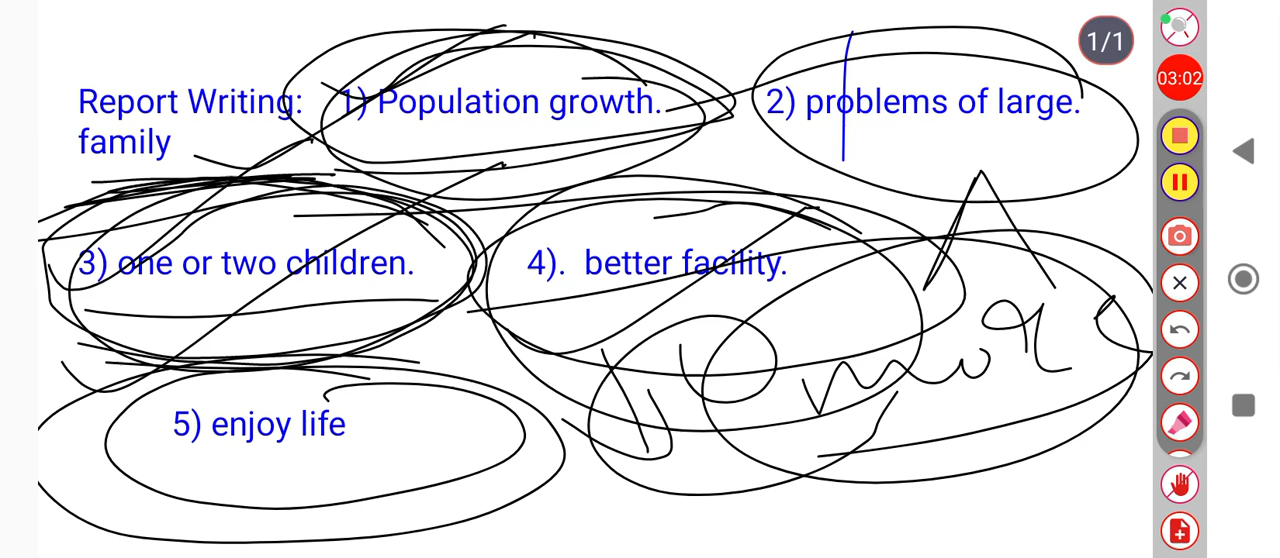 1/1
03:02
Report Writing: 1) Population growth. 2) problems of large.
family
3) one or two children. 4). better facility.
5) enjoy life